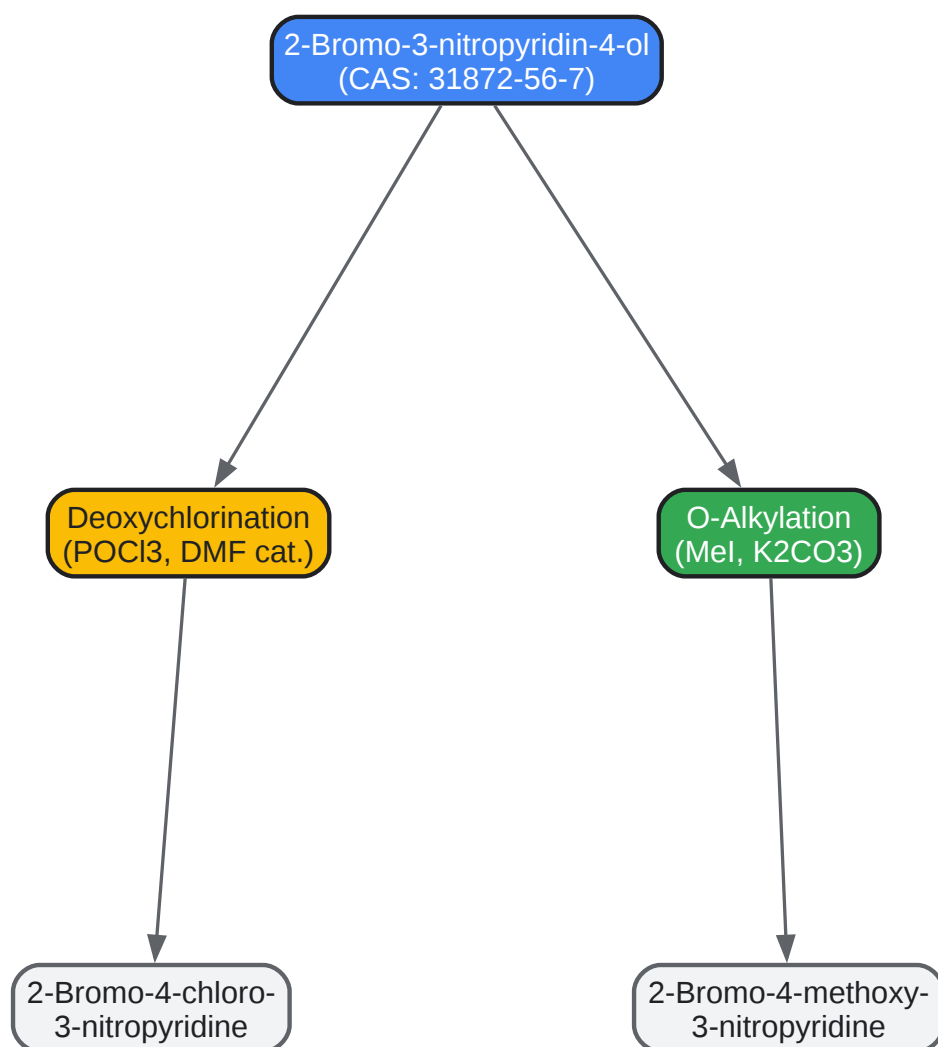 2-Bromo-3-nitropyridin-4-ol
(CAS: 31872-56-7)
Deoxychlorination
(POCl3, DMF cat.)
O-Alkylation
(MeI, K2CO3)
2-Bromo-4-chloro-
3-nitropyridine
2-Bromo-4-methoxy-
3-nitropyridine